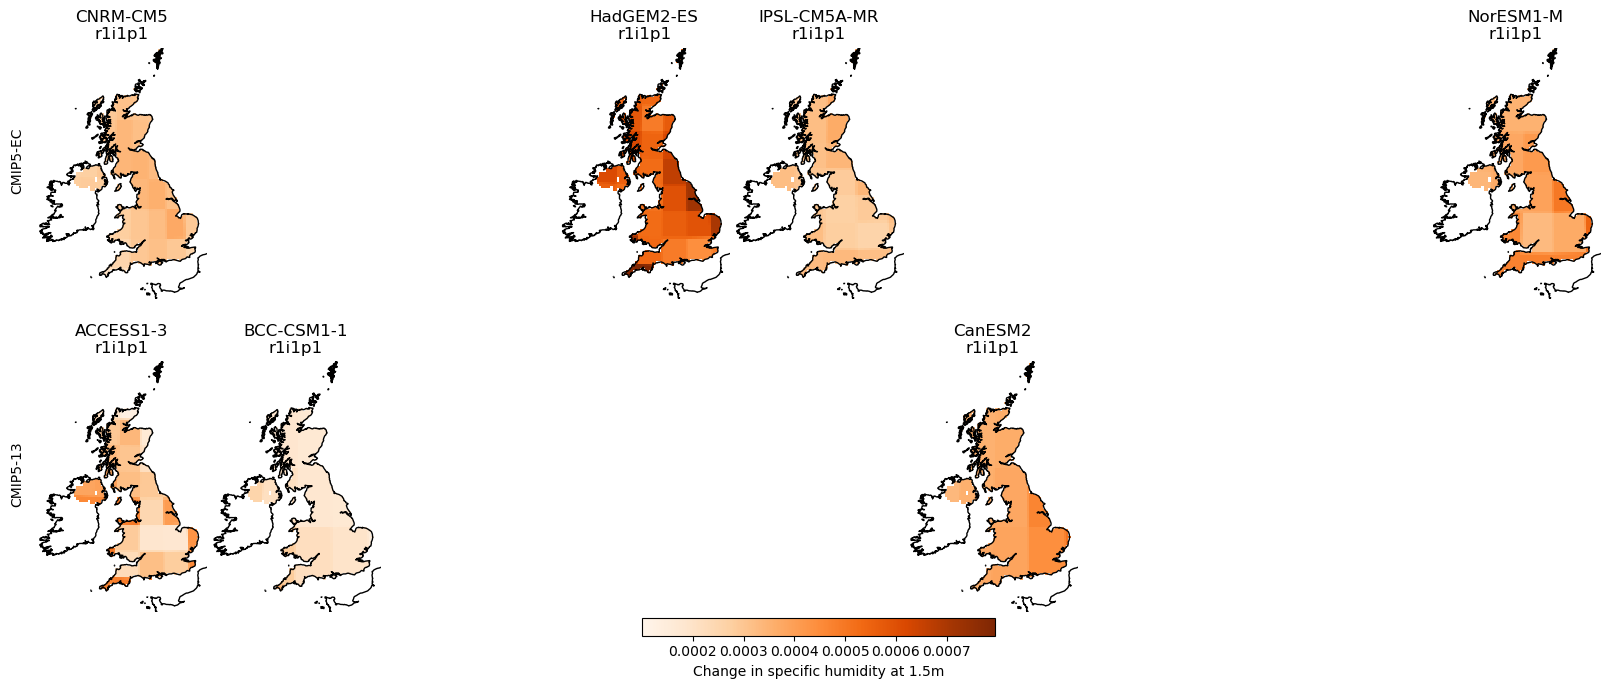 CNRM-CM5
r1i1p1
HadGEM2-ES
r1i1p1
IPSL-CM5A-MR
r1i1p1
NorESM1-M
r1i1p1
CMIP5-EC
ACCESS1-3
r1i1p1
BCC-CSM1-1
r1i1p1
CanESM2
r1i1p1
CMIP5-13
0.0002 0.0003 0.0004 0.0005 0.0006 0.0007
Change in specific humidity at 1.5m